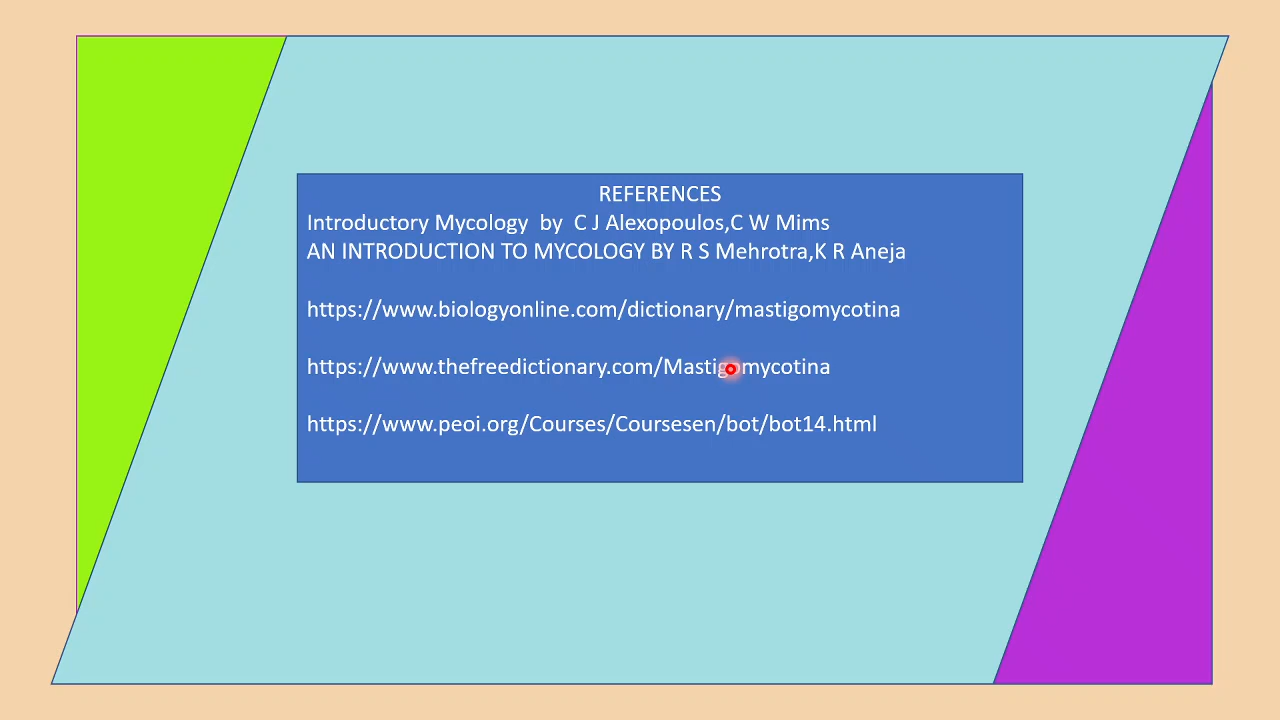 REFERENCES
Introductory Mycology by C J Alexopoulos,C W Mims
AN INTRODUCTION TO MYCOLOGY BY R S Mehrotra,K R Aneja
https://www.biologyonline.com/dictionary/mastigomycotina
https://www.thefreedictionary.com/Mastigomycotina
https://www.peoi.org/Courses/Coursesen/bot/bot14.html